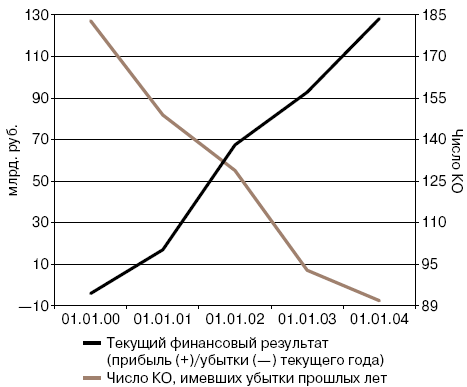 130 185
110 170
90 155
70 140
50 125
30 110
10 95
—10 89
млрд. руб.
Число КО
01.01.00 01.01.01 01.01.02 01.01.03 01.01.04
Текущий финансовый результат
(прибыль (+)/убытки (—) текущего года)
Число КО, имевших убытки прошлых лет